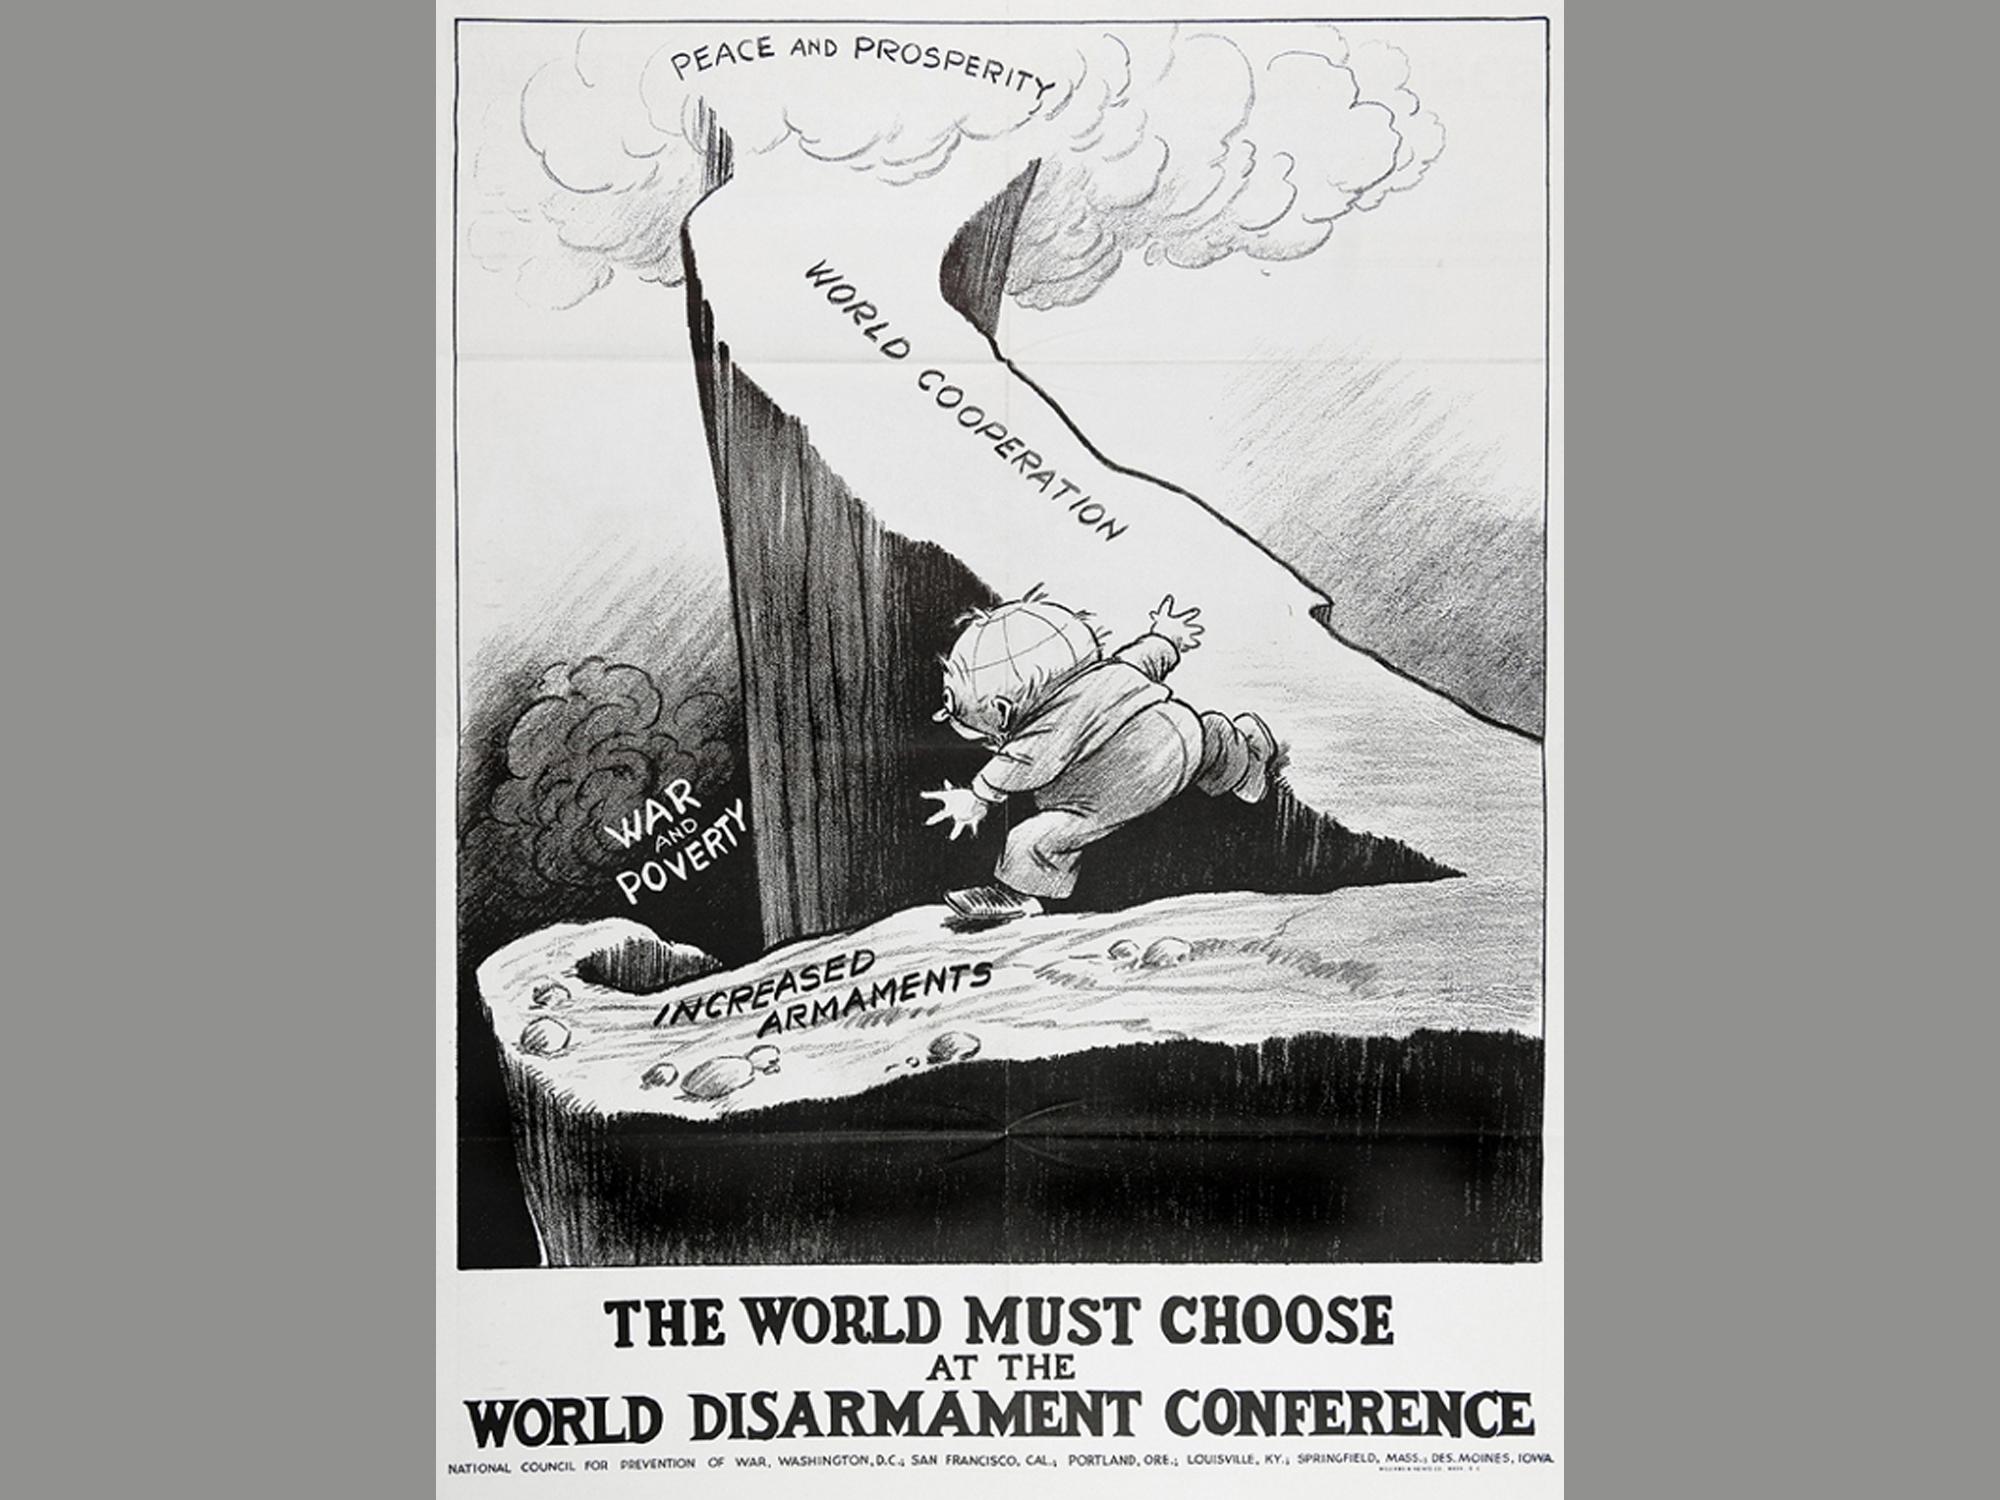 PEACE AND PROSPERITY
WORLD COOPERATION
WAR
AND
POVERTY
INCREASED
ARMAMENTS
THE WORLD MUST CHOOSE
AT THE
WORLD DISARMAMENT CONFERENCE
NATIONAL COUNCIL FOR PREVENTION OF WAR, WASHINGTON, D.C.; SAN FRANCISCO, CAL.; PORTLAND, ORE.; LOUISVILLE, KY.; SPRINGFIELD, MASS.; DES MOINES, IOWA.